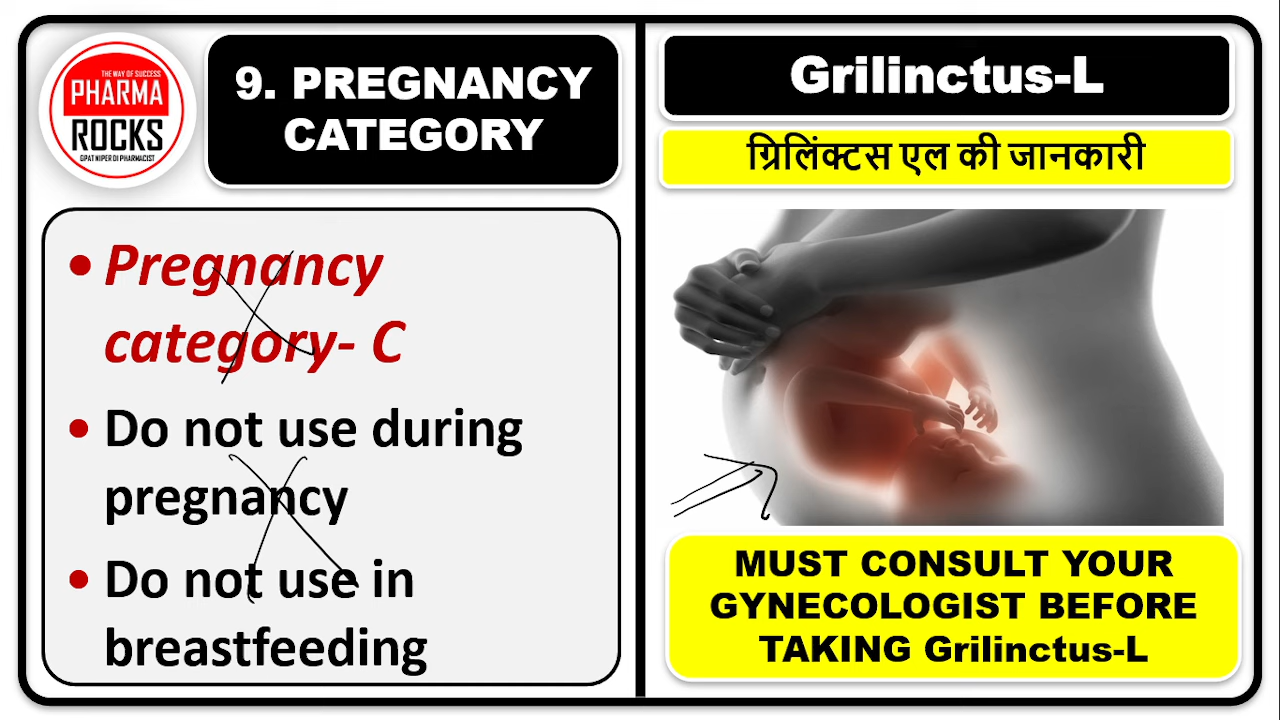 THE WAY OF SUCCESS
PHARMA
ROCKS
GPAT NIPER DI PHARMACIST
9. PREGNANCY
CATEGORY
• Pregnancy
category- C
• Do not use during
pregnancy
• Do not use in
breastfeeding
Grilinctus-L
ग्रिलिंक्टस एल की जानकारी
MUST CONSULT YOUR
GYNECOLOGIST BEFORE
TAKING Grilinctus-L